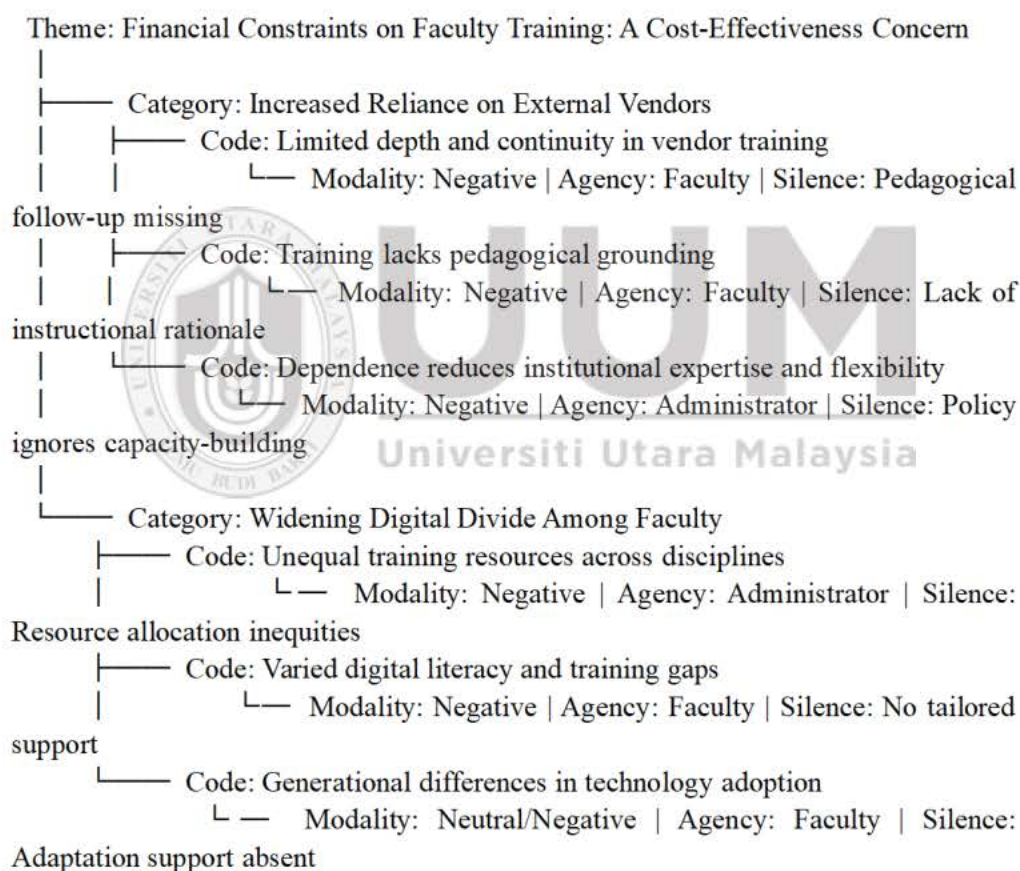 Theme: Financial Constraints on Faculty Training: A Cost-Effectiveness Concern
Category: Increased Reliance on External Vendors
Code: Limited depth and continuity in vendor training
Modality: Negative | Agency: Faculty | Silence: Pedagogical
follow-up missing
Code: Training lacks pedagogical grounding
Modality: Negative | Agency: Faculty | Silence: Lack of
instructional rationale
Code: Dependence reduces institutional expertise and flexibility
Modality: Negative | Agency: Administrator | Silence: Policy
ignores capacity-building
Category: Widening Digital Divide Among Faculty
Code: Unequal training resources across disciplines
Modality: Negative | Agency: Administrator | Silence:
Resource allocation inequities
Code: Varied digital literacy and training gaps
Modality: Negative | Agency: Faculty | Silence: No tailored
support
Code: Generational differences in technology adoption
Modality: Neutral/Negative | Agency: Faculty | Silence:
Adaptation support absent
UUM
Universiti Utara Malaysia
UNIVERSITI UTARA MALAYSIA